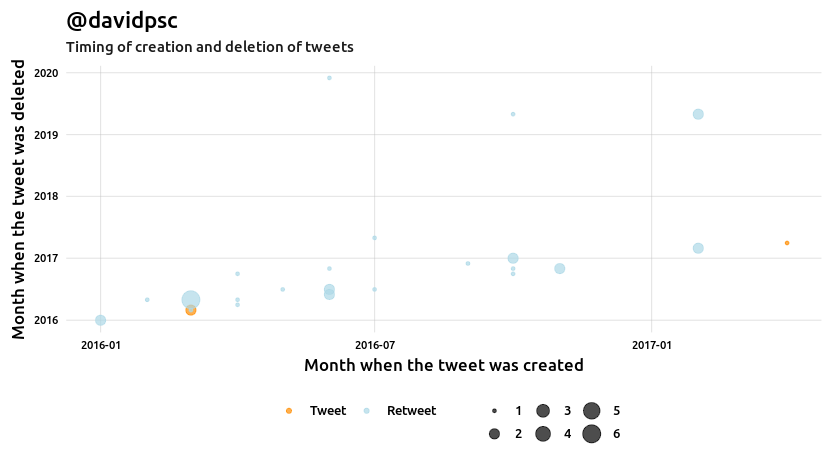 @davidpsc
Timing of creation and deletion of tweets
Month when the tweet was deleted
2020
2019
2018
2017
2016
2016-01 2016-07 2017-01
Month when the tweet was created
Tweet Retweet 1 3 5
2 4 6